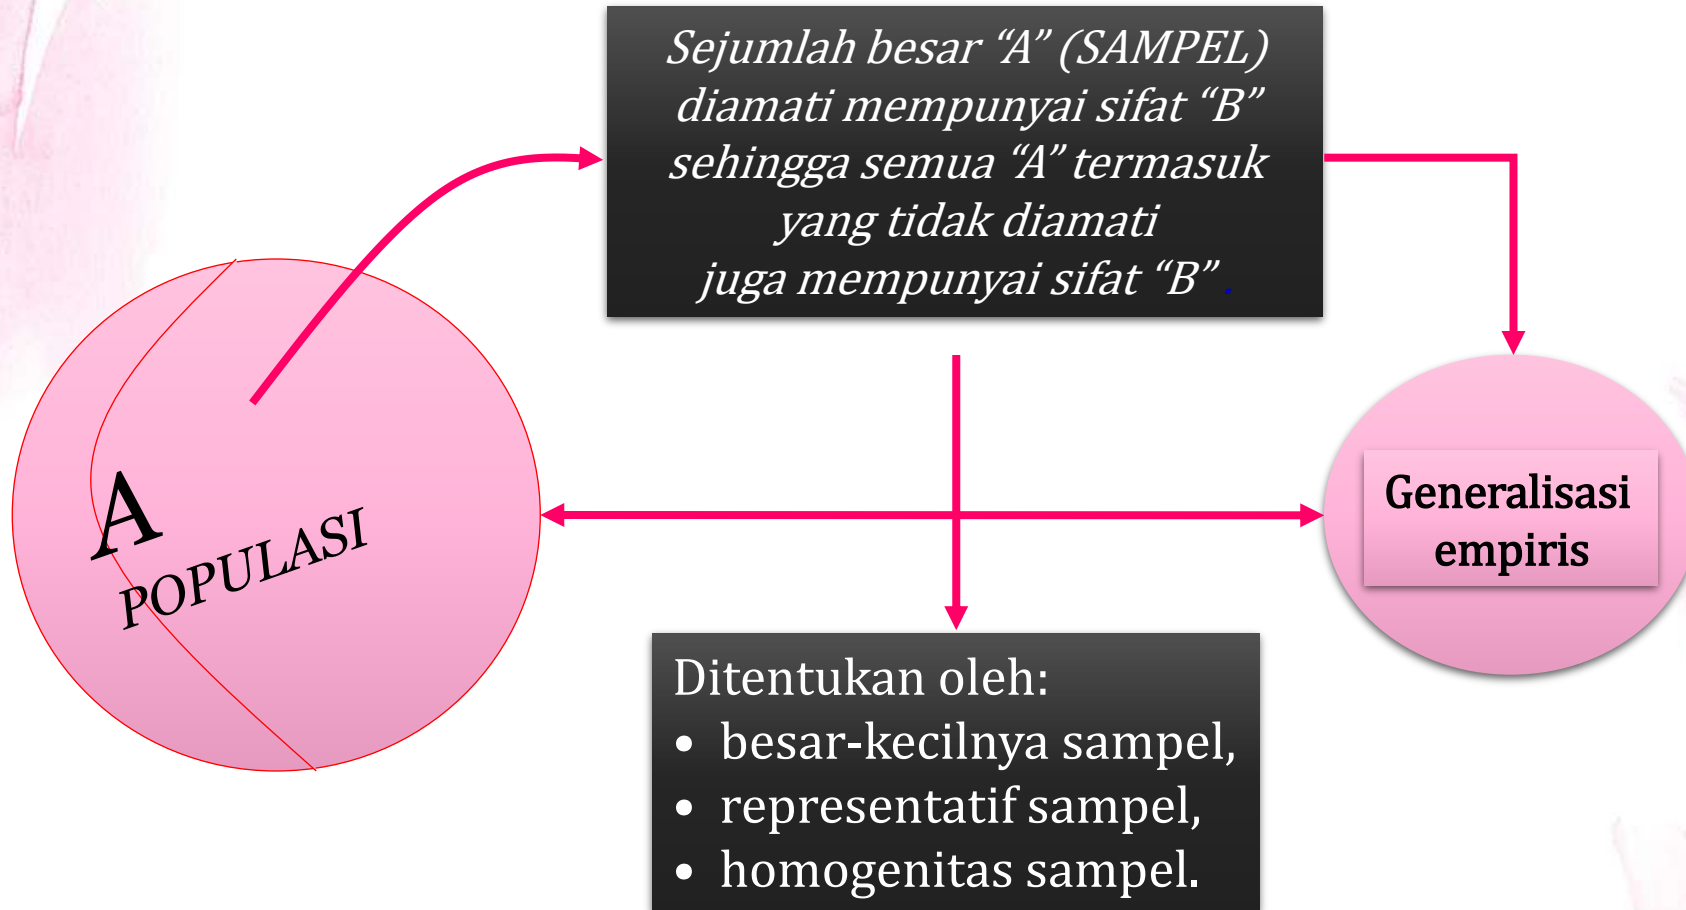 Sejumlah besar “A” (SAMPEL)
diamati mempunyai sifat “B”
sehingga semua “A” termasuk
yang tidak diamati
juga mempunyai sifat “B” .
A
POPULASI
Generalisasi
empiris
Ditentukan oleh:
• besar-kecilnya sampel,
• representatif sampel,
• homogenitas sampel.